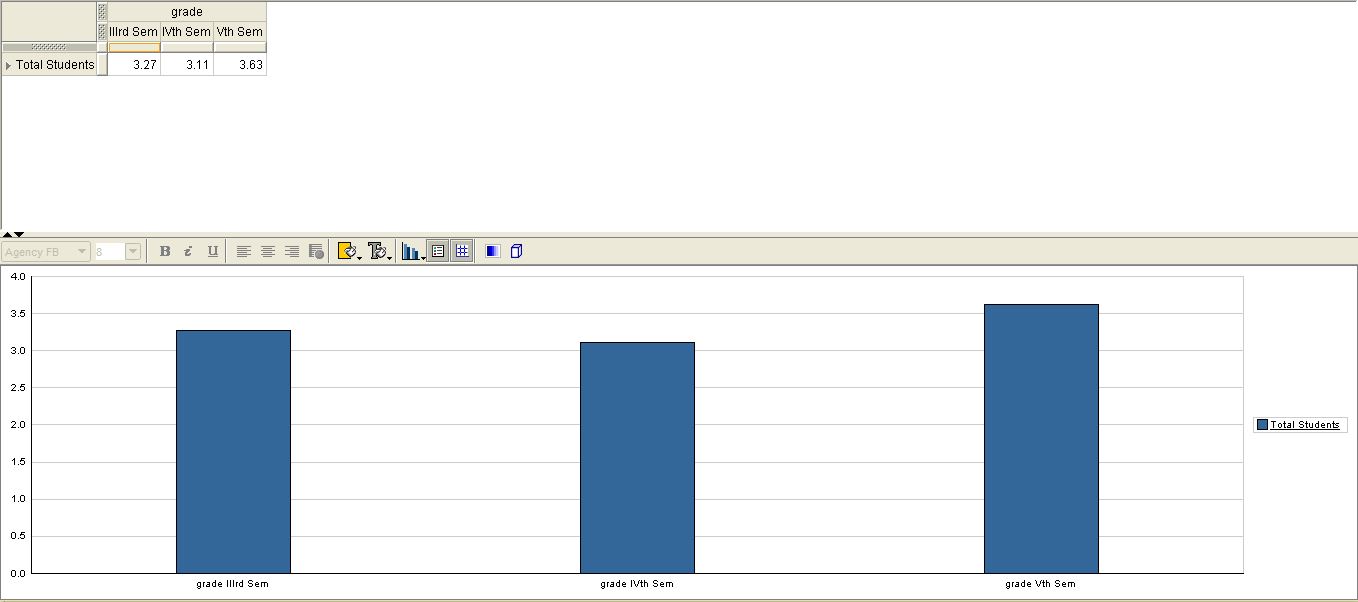 grade
IIIrd Sem IVth Sem Vth Sem
Total Students 3.27 3.11 3.63
Agency FB 8 B i U
4.0
3.5
3.0
2.5
2.0
1.5
1.0
0.5
0.0
Total Students
grade IIIrd Sem grade IVth Sem grade Vth Sem